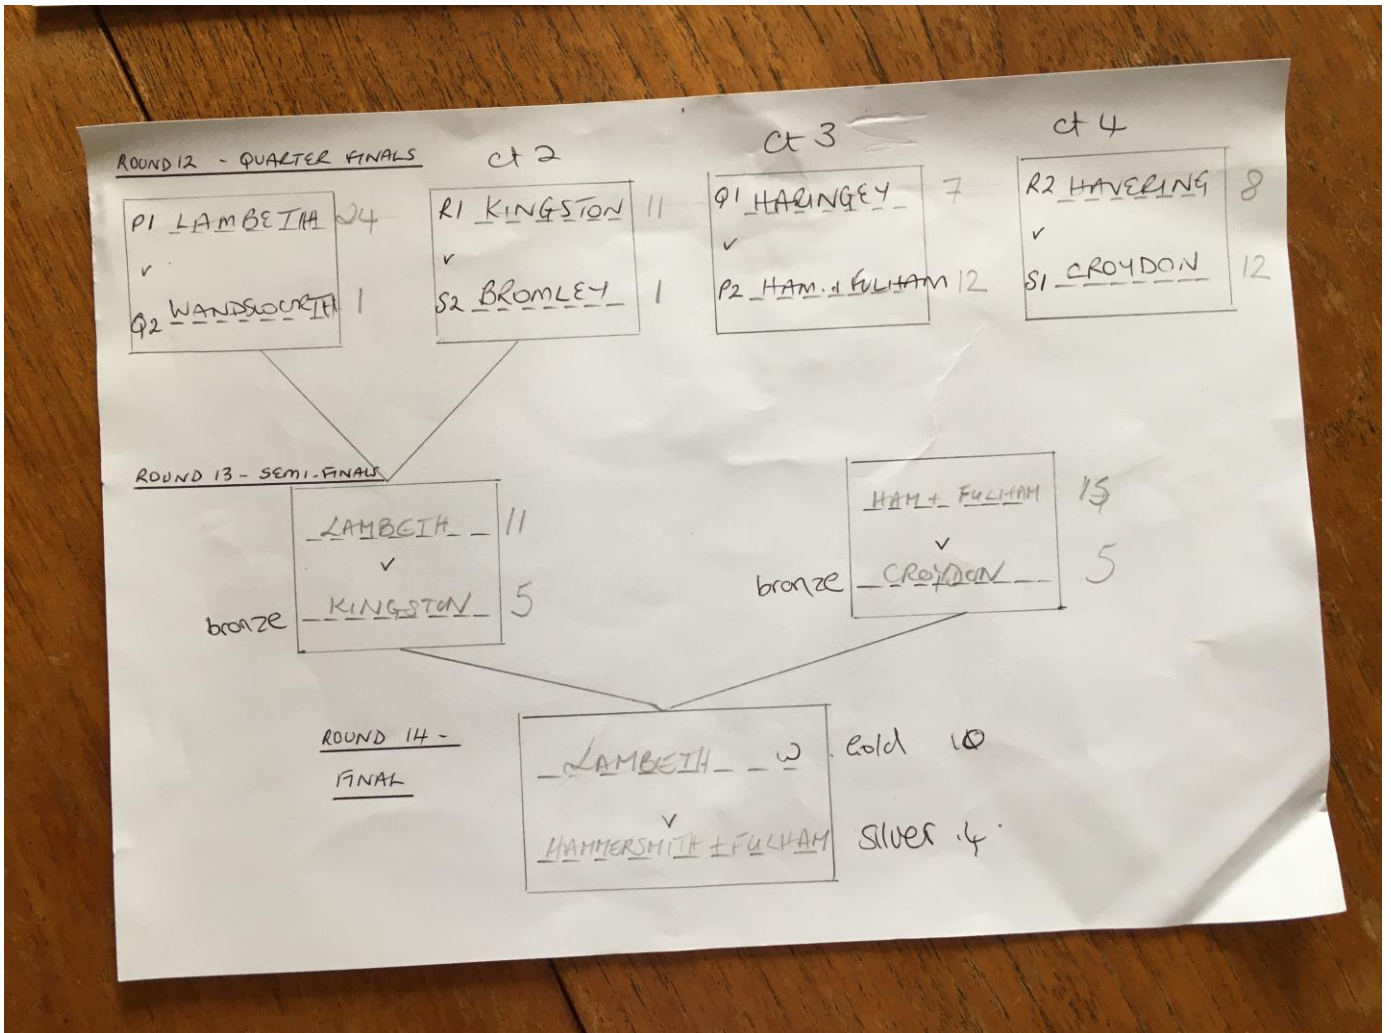 ROUND 12 - QUARTER FINALS
ct 2
ct 3
ct 4
P1 LAMBETH 24
v
Q2 WANDSWORTH 1
R1 KINGSTON 11
v
S2 BROMLEY 1
Q1 HARINGEY 7
v
P2 HAM. + FULHAM 12
R2 HAVERING 8
v
S1 CROYDON 12
ROUND 13 - SEMI-FINALS
LAMBETH 11
v
bronze KINGSTON 5
HAM + FULHAM
v
bronze CROYDON 5
ROUND 14 -
FINAL
LAMBETH W Gold 10
v
HAMMERSMITH + FULHAM Silver 4